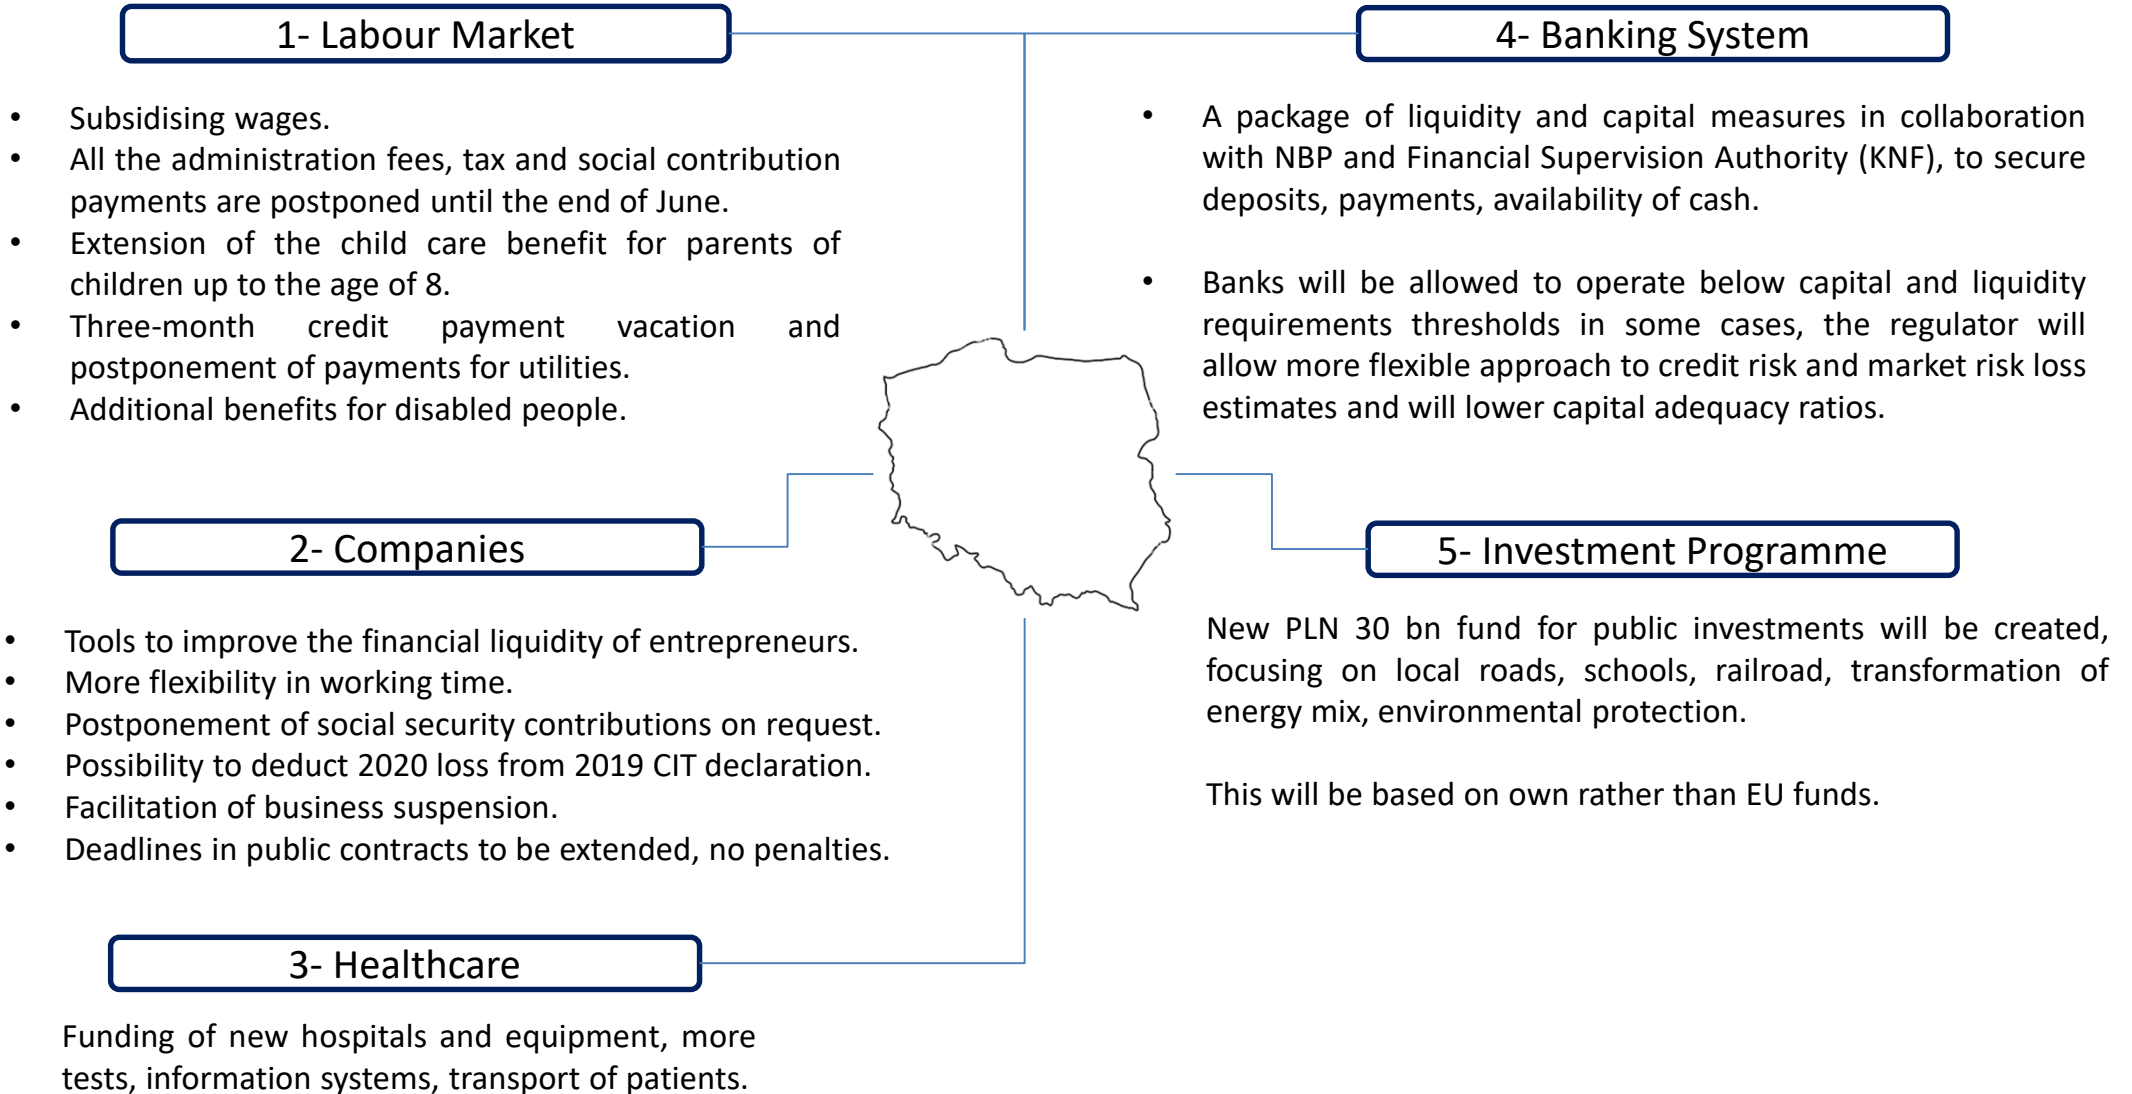 1- Labour Market
• Subsidising wages.
• All the administration fees, tax and social contribution
payments are postponed until the end of June.
• Extension of the child care benefit for parents of
children up to the age of 8.
• Three-month credit payment vacation and
postponement of payments for utilities.
• Additional benefits for disabled people.
2- Companies
• Tools to improve the financial liquidity of entrepreneurs.
• More flexibility in working time.
• Postponement of social security contributions on request.
• Possibility to deduct 2020 loss from 2019 CIT declaration.
• Facilitation of business suspension.
• Deadlines in public contracts to be extended, no penalties.
3- Healthcare
Funding of new hospitals and equipment, more
tests, information systems, transport of patients.
4- Banking System
• A package of liquidity and capital measures in collaboration
with NBP and Financial Supervision Authority (KNF), to secure
deposits, payments, availability of cash.
• Banks will be allowed to operate below capital and liquidity
requirements thresholds in some cases, the regulator will
allow more flexible approach to credit risk and market risk loss
estimates and will lower capital adequacy ratios.
5- Investment Programme
New PLN 30 bn fund for public investments will be created,
focusing on local roads, schools, railroad, transformation of
energy mix, environmental protection.
This will be based on own rather than EU funds.